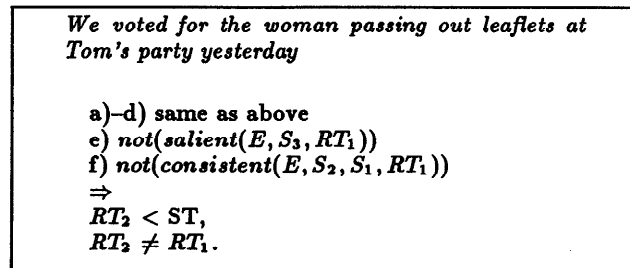 We voted for the woman passing out leaflets at
Tom's party yesterday
a)–d) same as above
e) not(salient(E, S₃, RT₁))
f) not(consistent(E, S₂, S₁, RT₁))
⇒
RT₂ < ST,
RT₂ ≠ RT₁.